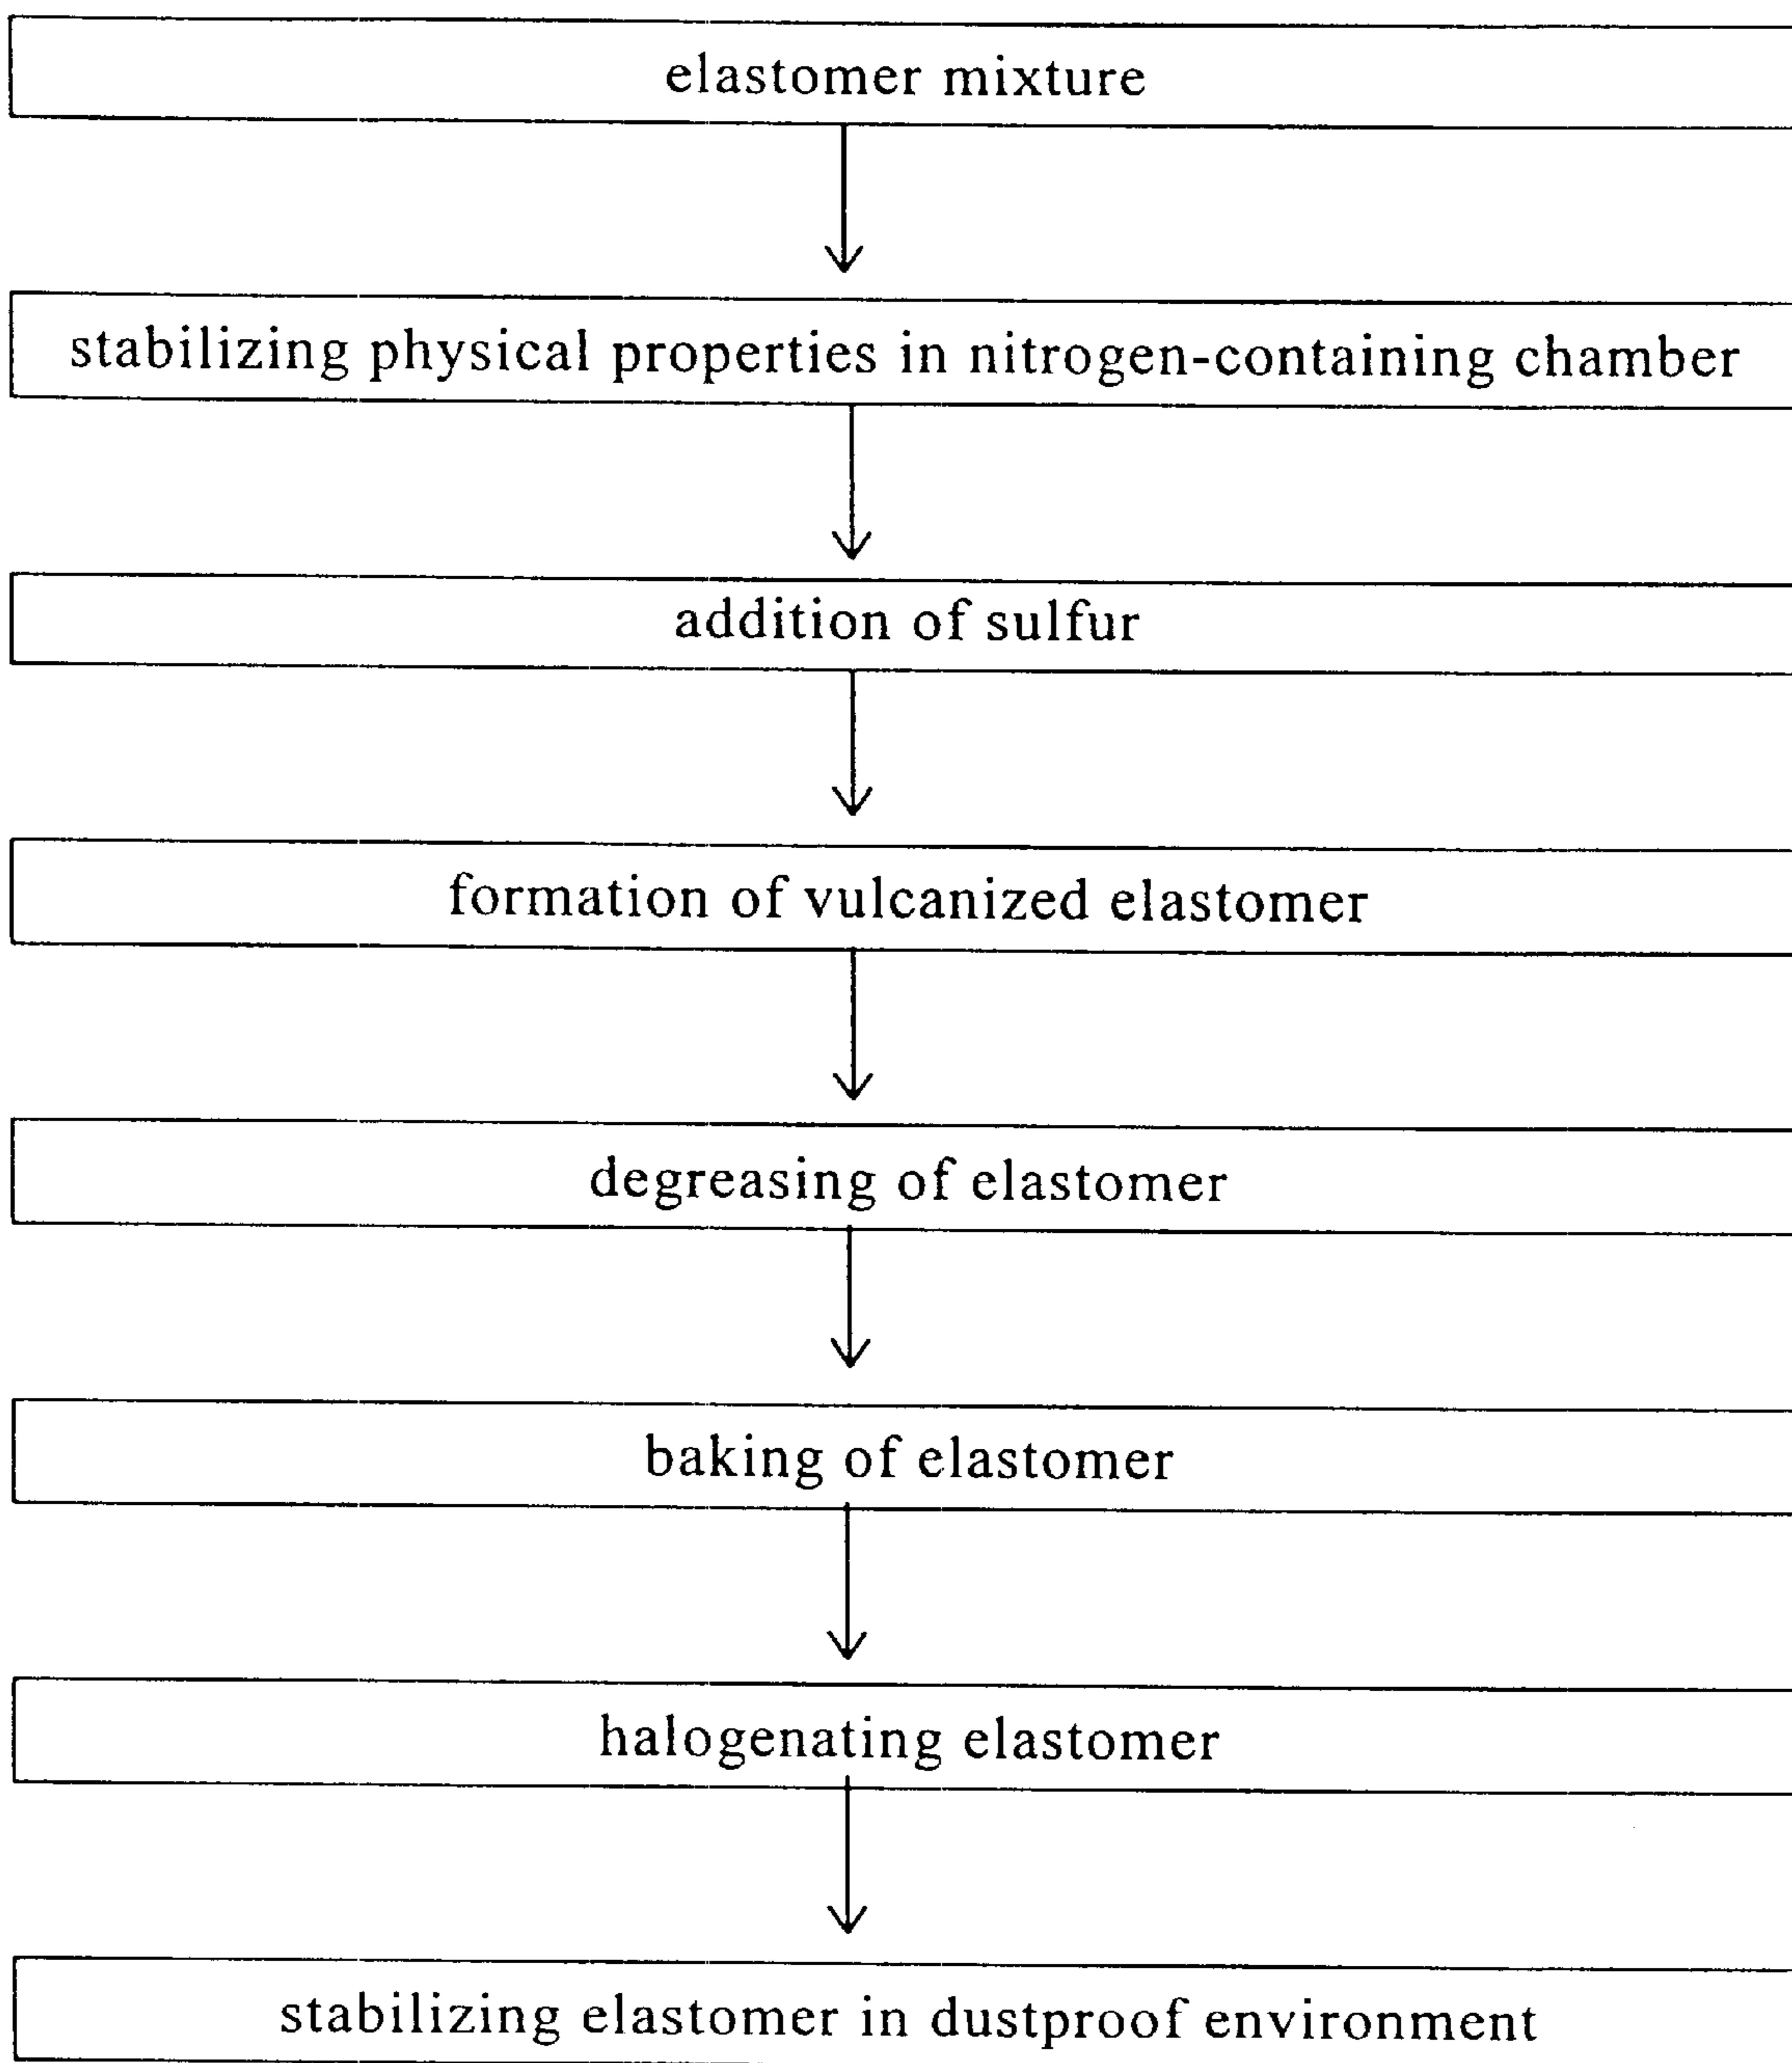 elastomer mixture
stabilizing physical properties in nitrogen-containing chamber
addition of sulfur
formation of vulcanized elastomer
degreasing of elastomer
baking of elastomer
halogenating elastomer
stabilizing elastomer in dustproof environment